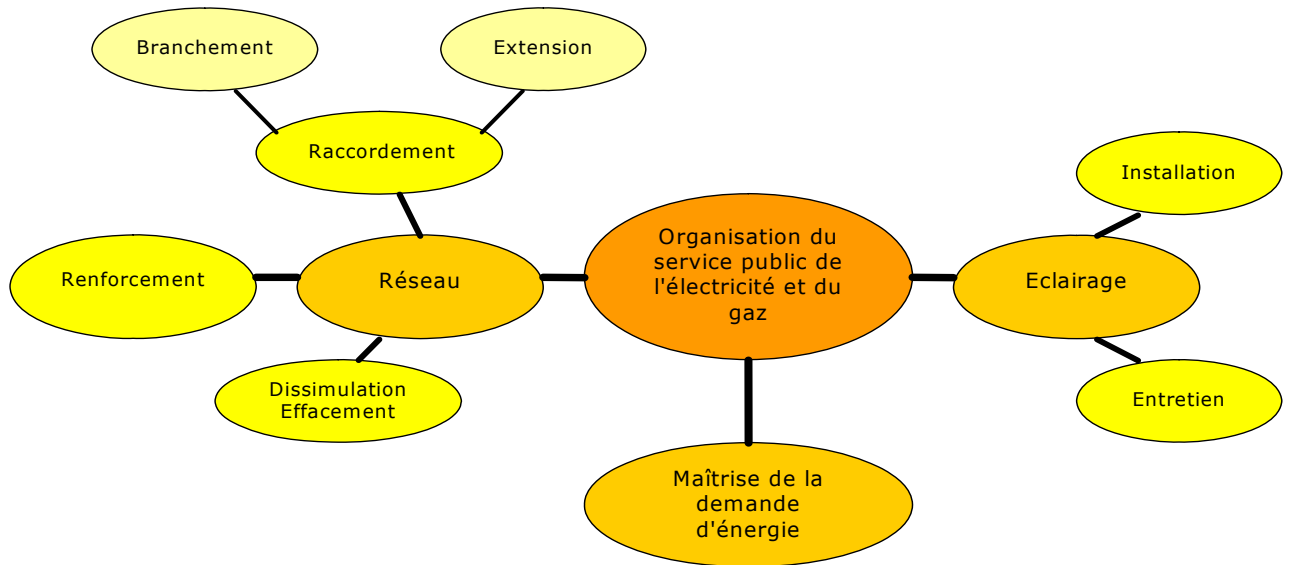 Branchement
Extension
Raccordement
Installation
Organisation du
service public de
l'électricité et du
gaz
Renforcement
Réseau
Eclairage
Dissimulation
Effacement
Entretien
Maîtrise de la
demande
d'énergie